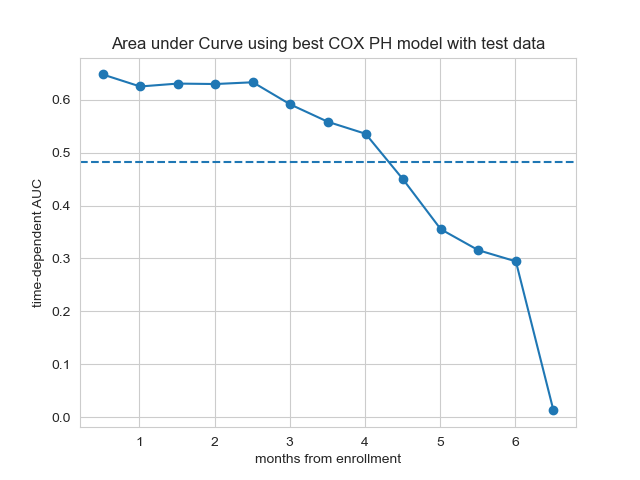 Area under Curve using best COX PH model with test data
time-dependent AUC
0.6
0.5
0.4
0.3
0.2
0.1
0.0
1 2 3 4 5 6
months from enrollment